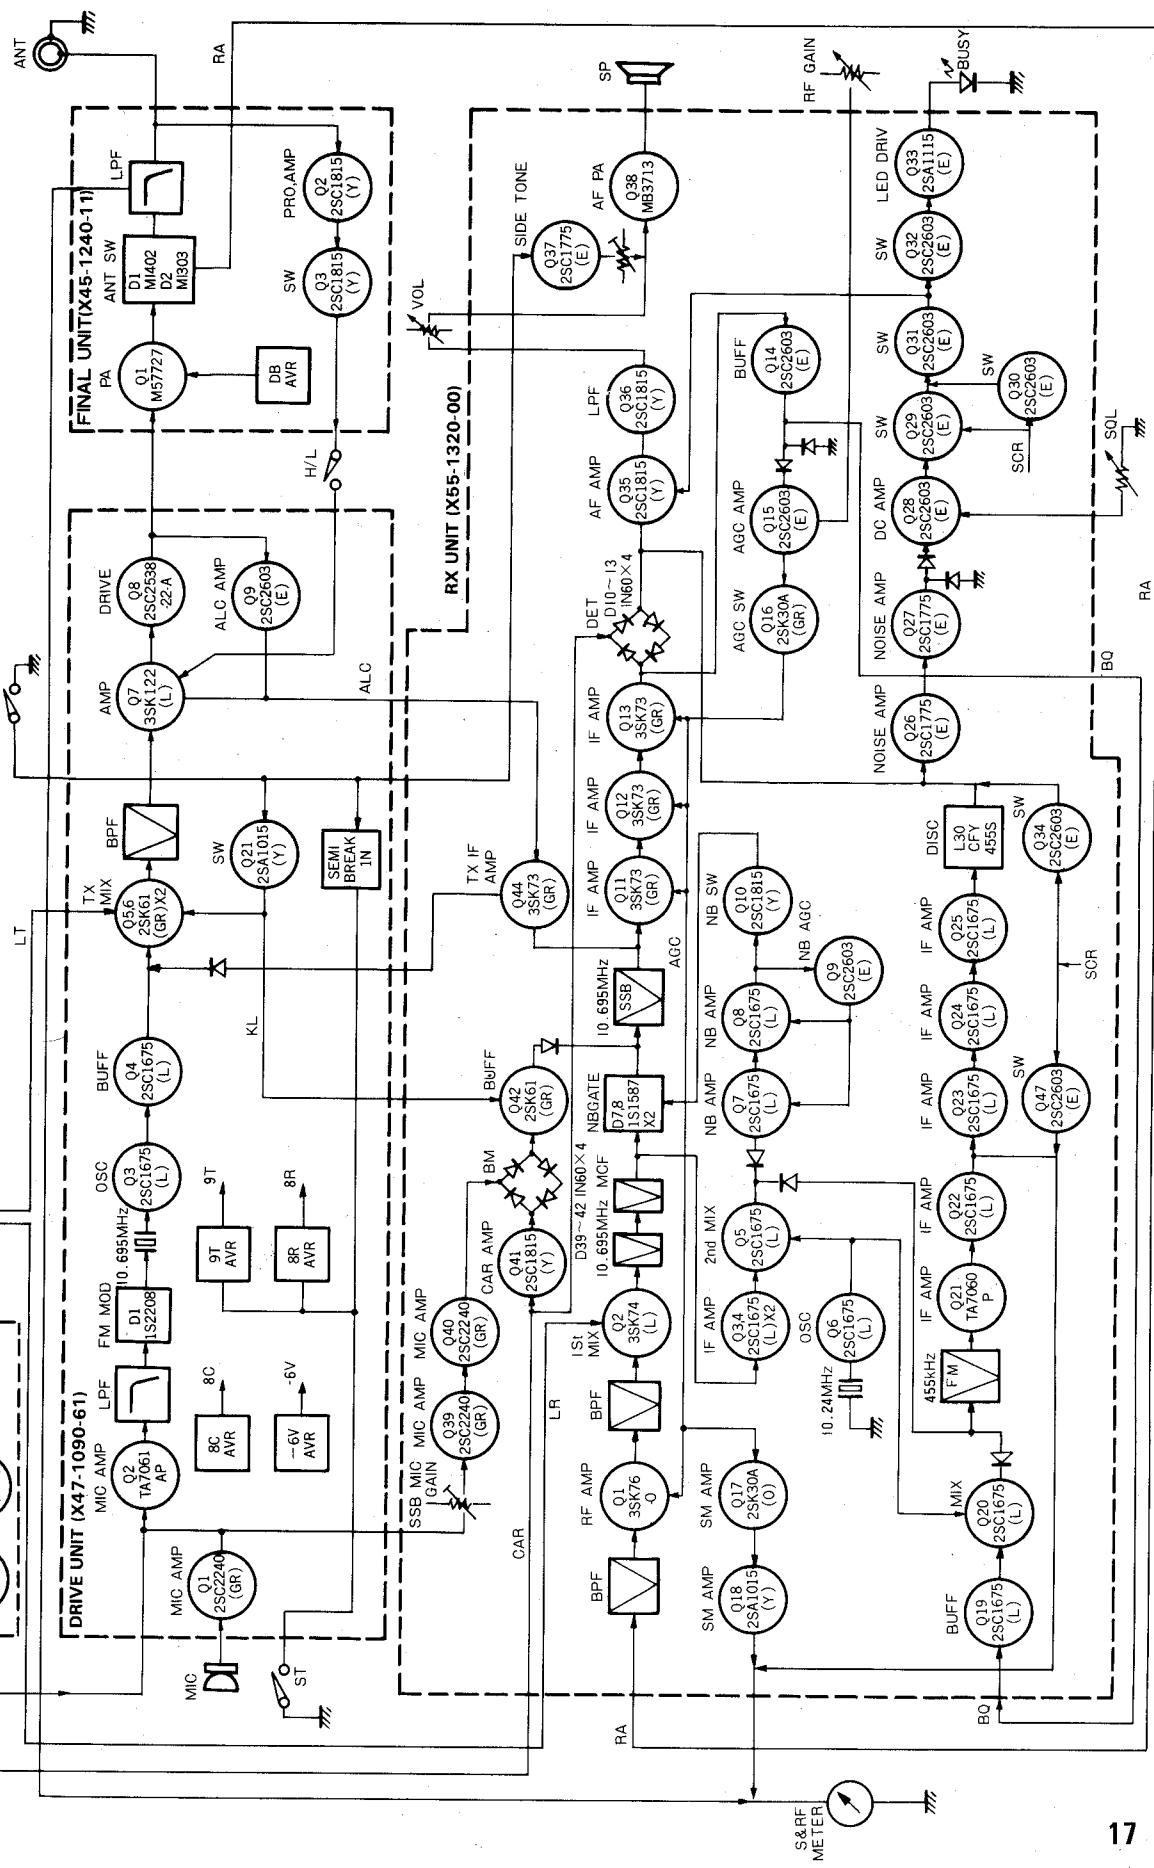 ANT
RA
FINAL UNIT(X45-1240-11)
PA
Q1
M57727
ANT SW
D1
MI402
D2
MI303
LPF
DB
AVR
SW
Q3
2SC1815
(Y)
PRO,AMP
Q2
2SC1815
(Y)
H/L
LT
DRIVE UNIT (X47-1090-61)
MIC AMP
Q2
TA7061
AP
LPF
FM MOD
D1
1S2208
10.695MHz
OSC
Q3
2SC1675
(L)
BUFF
Q4
2SC1675
(L)
TX
MIX
Q5,6
2SK61
(GR)X2
BPF
AMP
Q7
3SK122
(L)
DRIVE
Q8
2SC2538
-22-A
ALC AMP
Q9
2SC2603
(E)
MIC
MIC AMP
Q1
2SC2240
(GR)
8C
AVR
8C
9T
AVR
9T
-6V
AVR
-6V
8R
AVR
8R
KL
SW
Q21
2SA1015
(Y)
SEMI
BREAK
IN
ALC
ST
RX UNIT (X55-1320-00)
SSB MIC
GAIN
MIC AMP
Q39
2SC2240
(GR)
MIC AMP
Q40
2SC2240
(GR)
CAR
LR
CAR AMP
Q41
2SC1815
(Y)
BM
D39~42 IN60×4
BUFF
Q42
2SK61
(GR)
TX IF
AMP
Q44
3SK73
(GR)
SIDE TONE
Q37
2SC1775
(E)
VOL
RA
BPF
RF AMP
Q1
3SK76
-O
BPF
1St
MIX
Q2
3SK74
(L)
10.695MHz MCF
NBGATE
D7,8
1S1587
X2
10.695MHz
SSB
AGC
IF AMP
Q11
3SK73
(GR)
IF AMP
Q12
3SK73
(GR)
IF AMP
Q13
3SK73
(GR)
DET
D10~13
IN60×4
AF AMP
Q35
2SC1815
(Y)
LPF
Q36
2SC1815
(Y)
AF PA
Q38
MB3713
SP
SM AMP
Q18
2SA1015
(Y)
SM AMP
Q17
2SK30A
(O)
IF AMP
Q3,4
2SC1675
(L)X2
2nd MIX
Q5
2SC1675
(L)
NB AMP
Q7
2SC1675
(L)
NB AMP
Q8
2SC1675
(L)
NB SW
Q10
2SC1815
(Y)
AGC SW
Q16
2SK30A
(GR)
AGC AMP
Q15
2SC2603
(E)
BUFF
Q14
2SC2603
(E)
RF GAIN
10.24MHz
OSC
Q6
2SC1675
(L)
NB AGC
Q9
2SC2603
(E)
NOISE AMP
Q26
2SC1775
(E)
NOISE AMP
Q27
2SC1775
(E)
DC AMP
Q28
2SC2603
(E)
SW
Q29
2SC2603
(E)
SW
Q31
2SC2603
(E)
SW
Q32
2SC2603
(E)
LED DRIV
Q33
2SA1115
(E)
BUSY
SCR
SW
Q30
2SC2603
(E)
SQL
BQ
BUFF
Q19
2SC1675
(L)
MIX
Q20
2SC1675
(L)
455kHz
FM
IF AMP
Q21
TA7060
P
IF AMP
Q22
2SC1675
(L)
IF AMP
Q23
2SC1675
(L)
IF AMP
Q24
2SC1675
(L)
IF AMP
Q25
2SC1675
(L)
DISC
L30
CFY
455S
SW
Q47
2SC2603
(E)
SCR
SW
Q34
2SC2603
(E)
BQ
RA
S&RF
METER
17